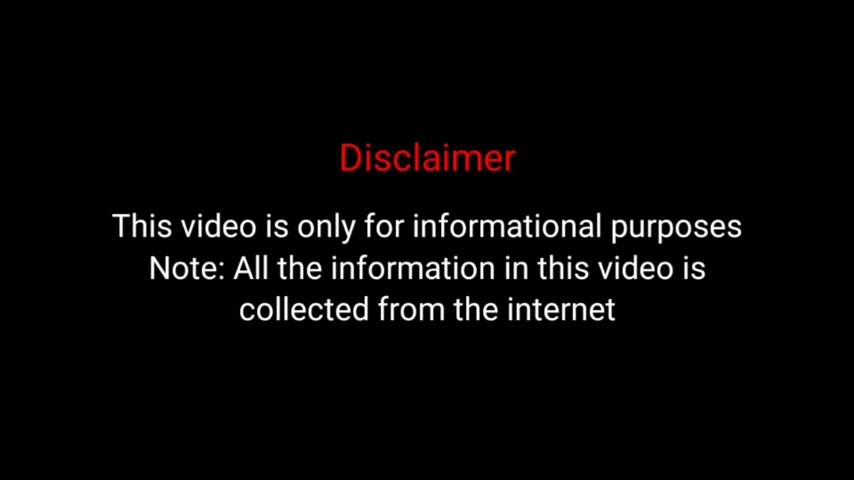 Disclaimer
This video is only for informational purposes
Note: All the information in this video is
collected from the internet